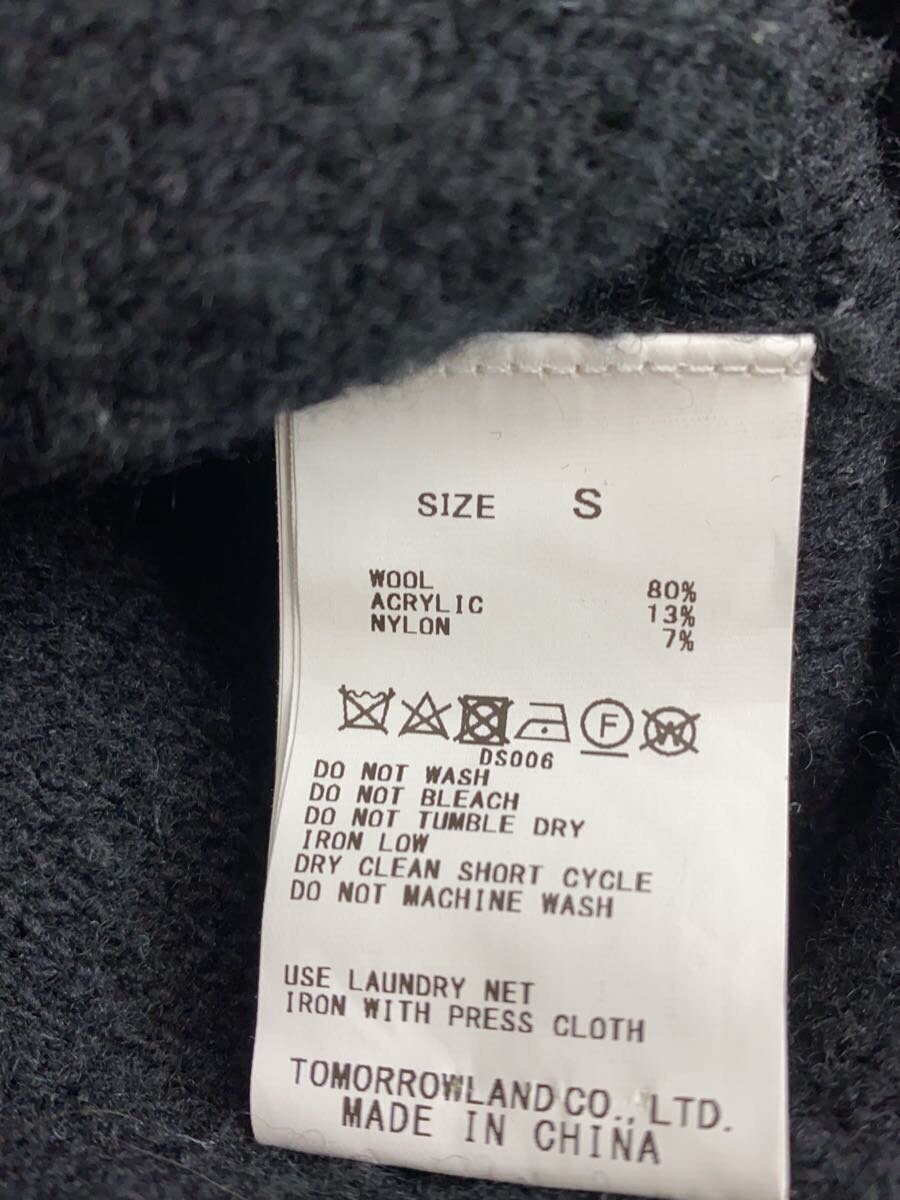 SIZE S
WOOL 80%
ACRYLIC 13%
NYLON 7%
F W
DS006
DO NOT WASH
DO NOT BLEACH
DO NOT TUMBLE DRY
IRON LOW
DRY CLEAN SHORT CYCLE
DO NOT MACHINE WASH
USE LAUNDRY NET
IRON WITH PRESS CLOTH
TOMORROWLAND CO., LTD.
MADE IN CHINA